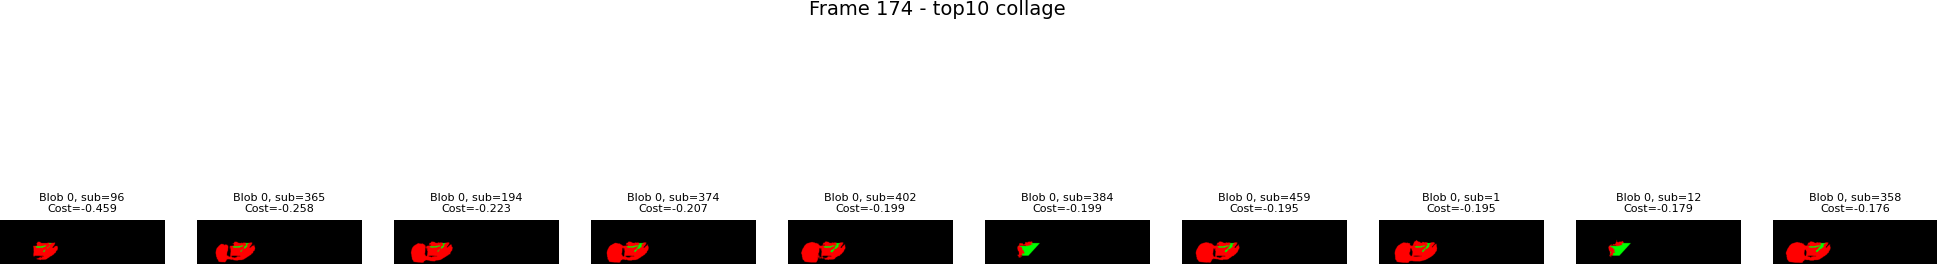 Frame 174 - top10 collage
Blob 0, sub=96
Cost=-0.459
Blob 0, sub=365
Cost=-0.258
Blob 0, sub=194
Cost=-0.223
Blob 0, sub=374
Cost=-0.207
Blob 0, sub=402
Cost=-0.199
Blob 0, sub=384
Cost=-0.199
Blob 0, sub=459
Cost=-0.195
Blob 0, sub=1
Cost=-0.195
Blob 0, sub=12
Cost=-0.179
Blob 0, sub=358
Cost=-0.176